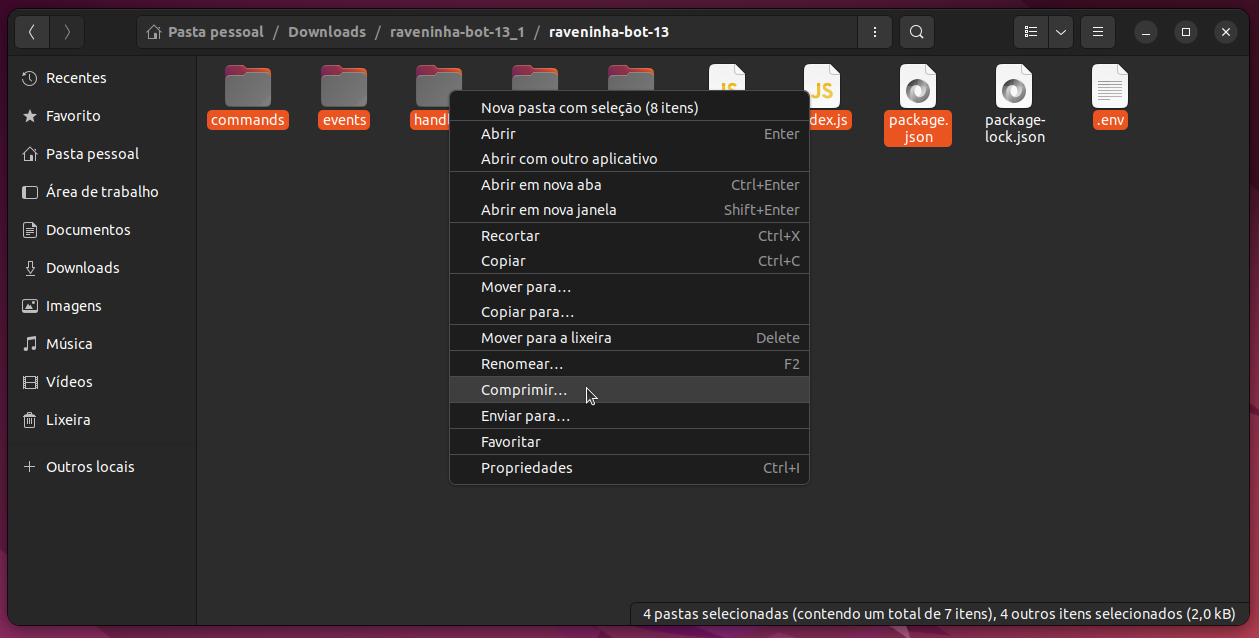 Pasta pessoal / Downloads / raveninha-bot-13_1 / raveninha-bot-13
Recentes
Favorito
Pasta pessoal
Área de trabalho
Documentos
Downloads
Imagens
Música
Vídeos
Lixeira
Outros locais
commands
events
handl
JS
JS
dex.js
package.
json
package-
lock.json
.env
Nova pasta com seleção (8 itens)
Abrir Enter
Abrir com outro aplicativo
Abrir em nova aba Ctrl+Enter
Abrir em nova janela Shift+Enter
Recortar Ctrl+X
Copiar Ctrl+C
Mover para...
Copiar para...
Mover para a lixeira Delete
Renomear... F2
Comprimir...
Enviar para...
Favoritar
Propriedades Ctrl+I
4 pastas selecionadas (contendo um total de 7 itens), 4 outros itens selecionados (2,0 kB)